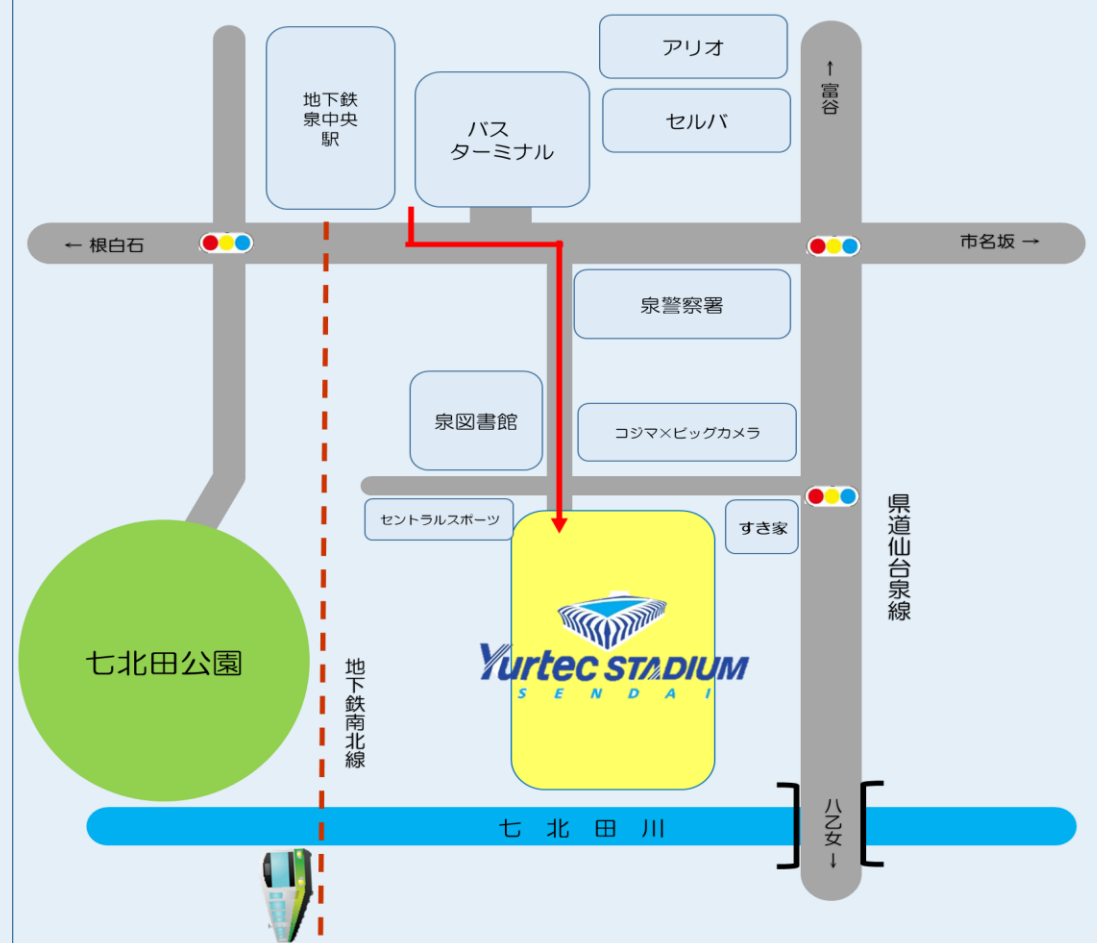 アリオ
↑
富谷
地下鉄
泉中央
駅
バス
ターミナル
セルバ
← 根白石
市名坂 →
泉警察署
泉図書館
コジマ×ビッグカメラ
セントラルスポーツ
すき家
県道仙台泉線
七北田公園
地下鉄南北線
Yurtec STADIUM
SENDAI
七北田川
八乙女
↓